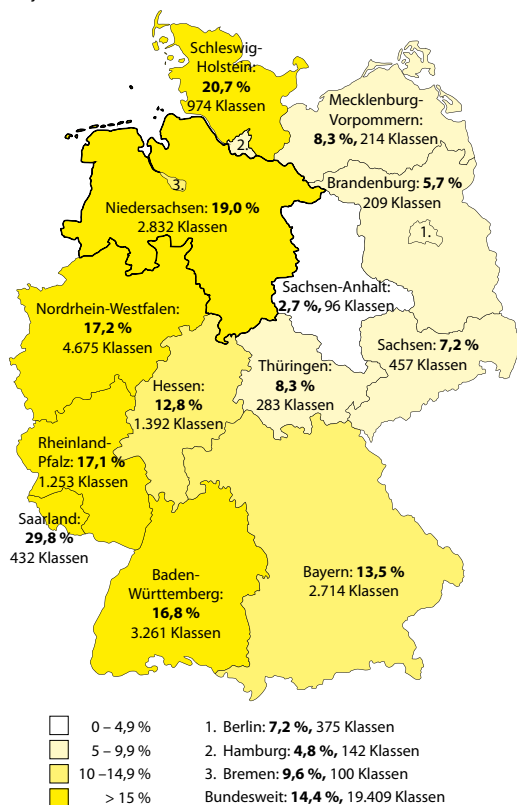 Schleswig-
Holstein:
20,7 %
974 Klassen
Mecklenburg-
Vorpommern:
8,3 %, 214 Klassen
2.
Brandenburg: 5,7 %
209 Klassen
3.
1.
Niedersachsen: 19,0 %
2.832 Klassen
Sachsen-Anhalt:
2,7 %, 96 Klassen
Nordrhein-Westfalen:
17,2 %
4.675 Klassen
Sachsen: 7,2 %
457 Klassen
Thüringen:
8,3 %
283 Klassen
Hessen:
12,8 %
1.392 Klassen
Rheinland-
Pfalz: 17,1 %
1.253 Klassen
Saarland:
29,8 %
432 Klassen
Baden-
Württemberg:
16,8 %
3.261 Klassen
Bayern: 13,5 %
2.714 Klassen
0 – 4,9 %
5 – 9,9 %
10 –14,9 %
> 15 %
1. Berlin: 7,2 %, 375 Klassen
2. Hamburg: 4,8 %, 142 Klassen
3. Bremen: 9,6 %, 100 Klassen
Bundesweit: 14,4 %, 19.409 Klassen